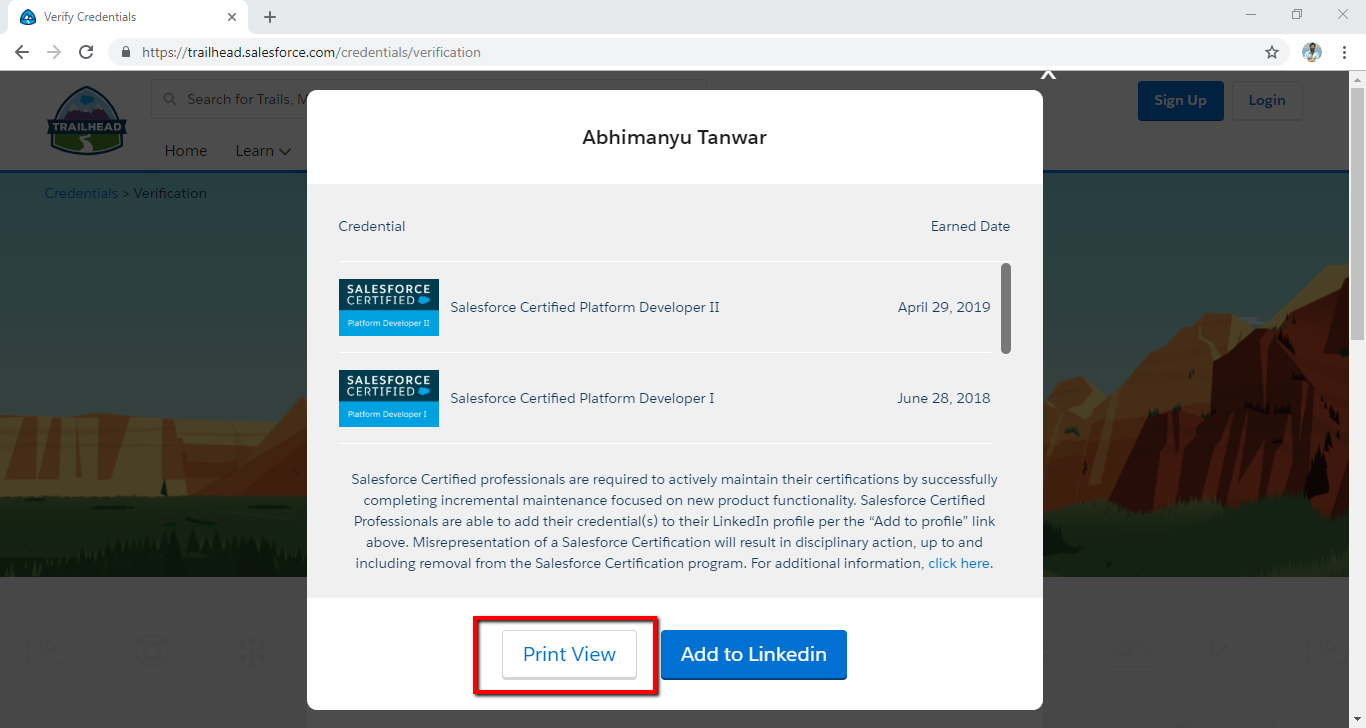 Verify Credentials
https://trailhead.salesforce.com/credentials/verification
TRAILHEAD
Search for Trails, M
Sign Up
Login
Home
Learn
Credentials > Verification
Abhimanyu Tanwar
Credential
Earned Date
SALESFORCE
CERTIFIED
Platform Developer II
Salesforce Certified Platform Developer II
April 29, 2019
SALESFORCE
CERTIFIED
Platform Developer I
Salesforce Certified Platform Developer I
June 28, 2018
Salesforce Certified professionals are required to actively maintain their certifications by successfully
completing incremental maintenance focused on new product functionality. Salesforce Certified
Professionals are able to add their credential(s) to their LinkedIn profile per the “Add to profile” link
above. Misrepresentation of a Salesforce Certification will result in disciplinary action, up to and
including removal from the Salesforce Certification program. For additional information, click here.
Print View
Add to Linkedin